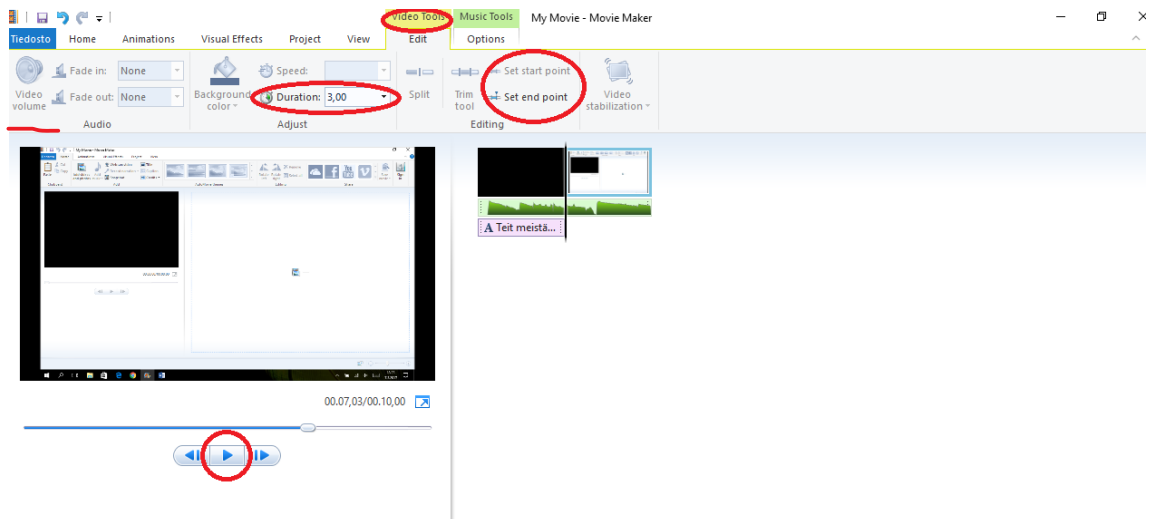 Video Tools Music Tools My Movie - Movie Maker
Tiedosto Home Animations Visual Effects Project View Edit Options
Fade in: None
Speed:
Set start point
Video volume
Fade out: None
Background color
Duration: 3,00
Split
Trim tool
Set end point
Video stabilization
Audio Adjust Editing
A Teit meistä...
00.07,03/00.10,00